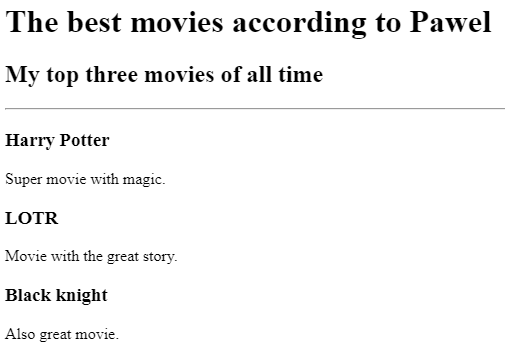 The best movies according to Pawel
My top three movies of all time
Harry Potter
Super movie with magic.
LOTR
Movie with the great story.
Black knight
Also great movie.